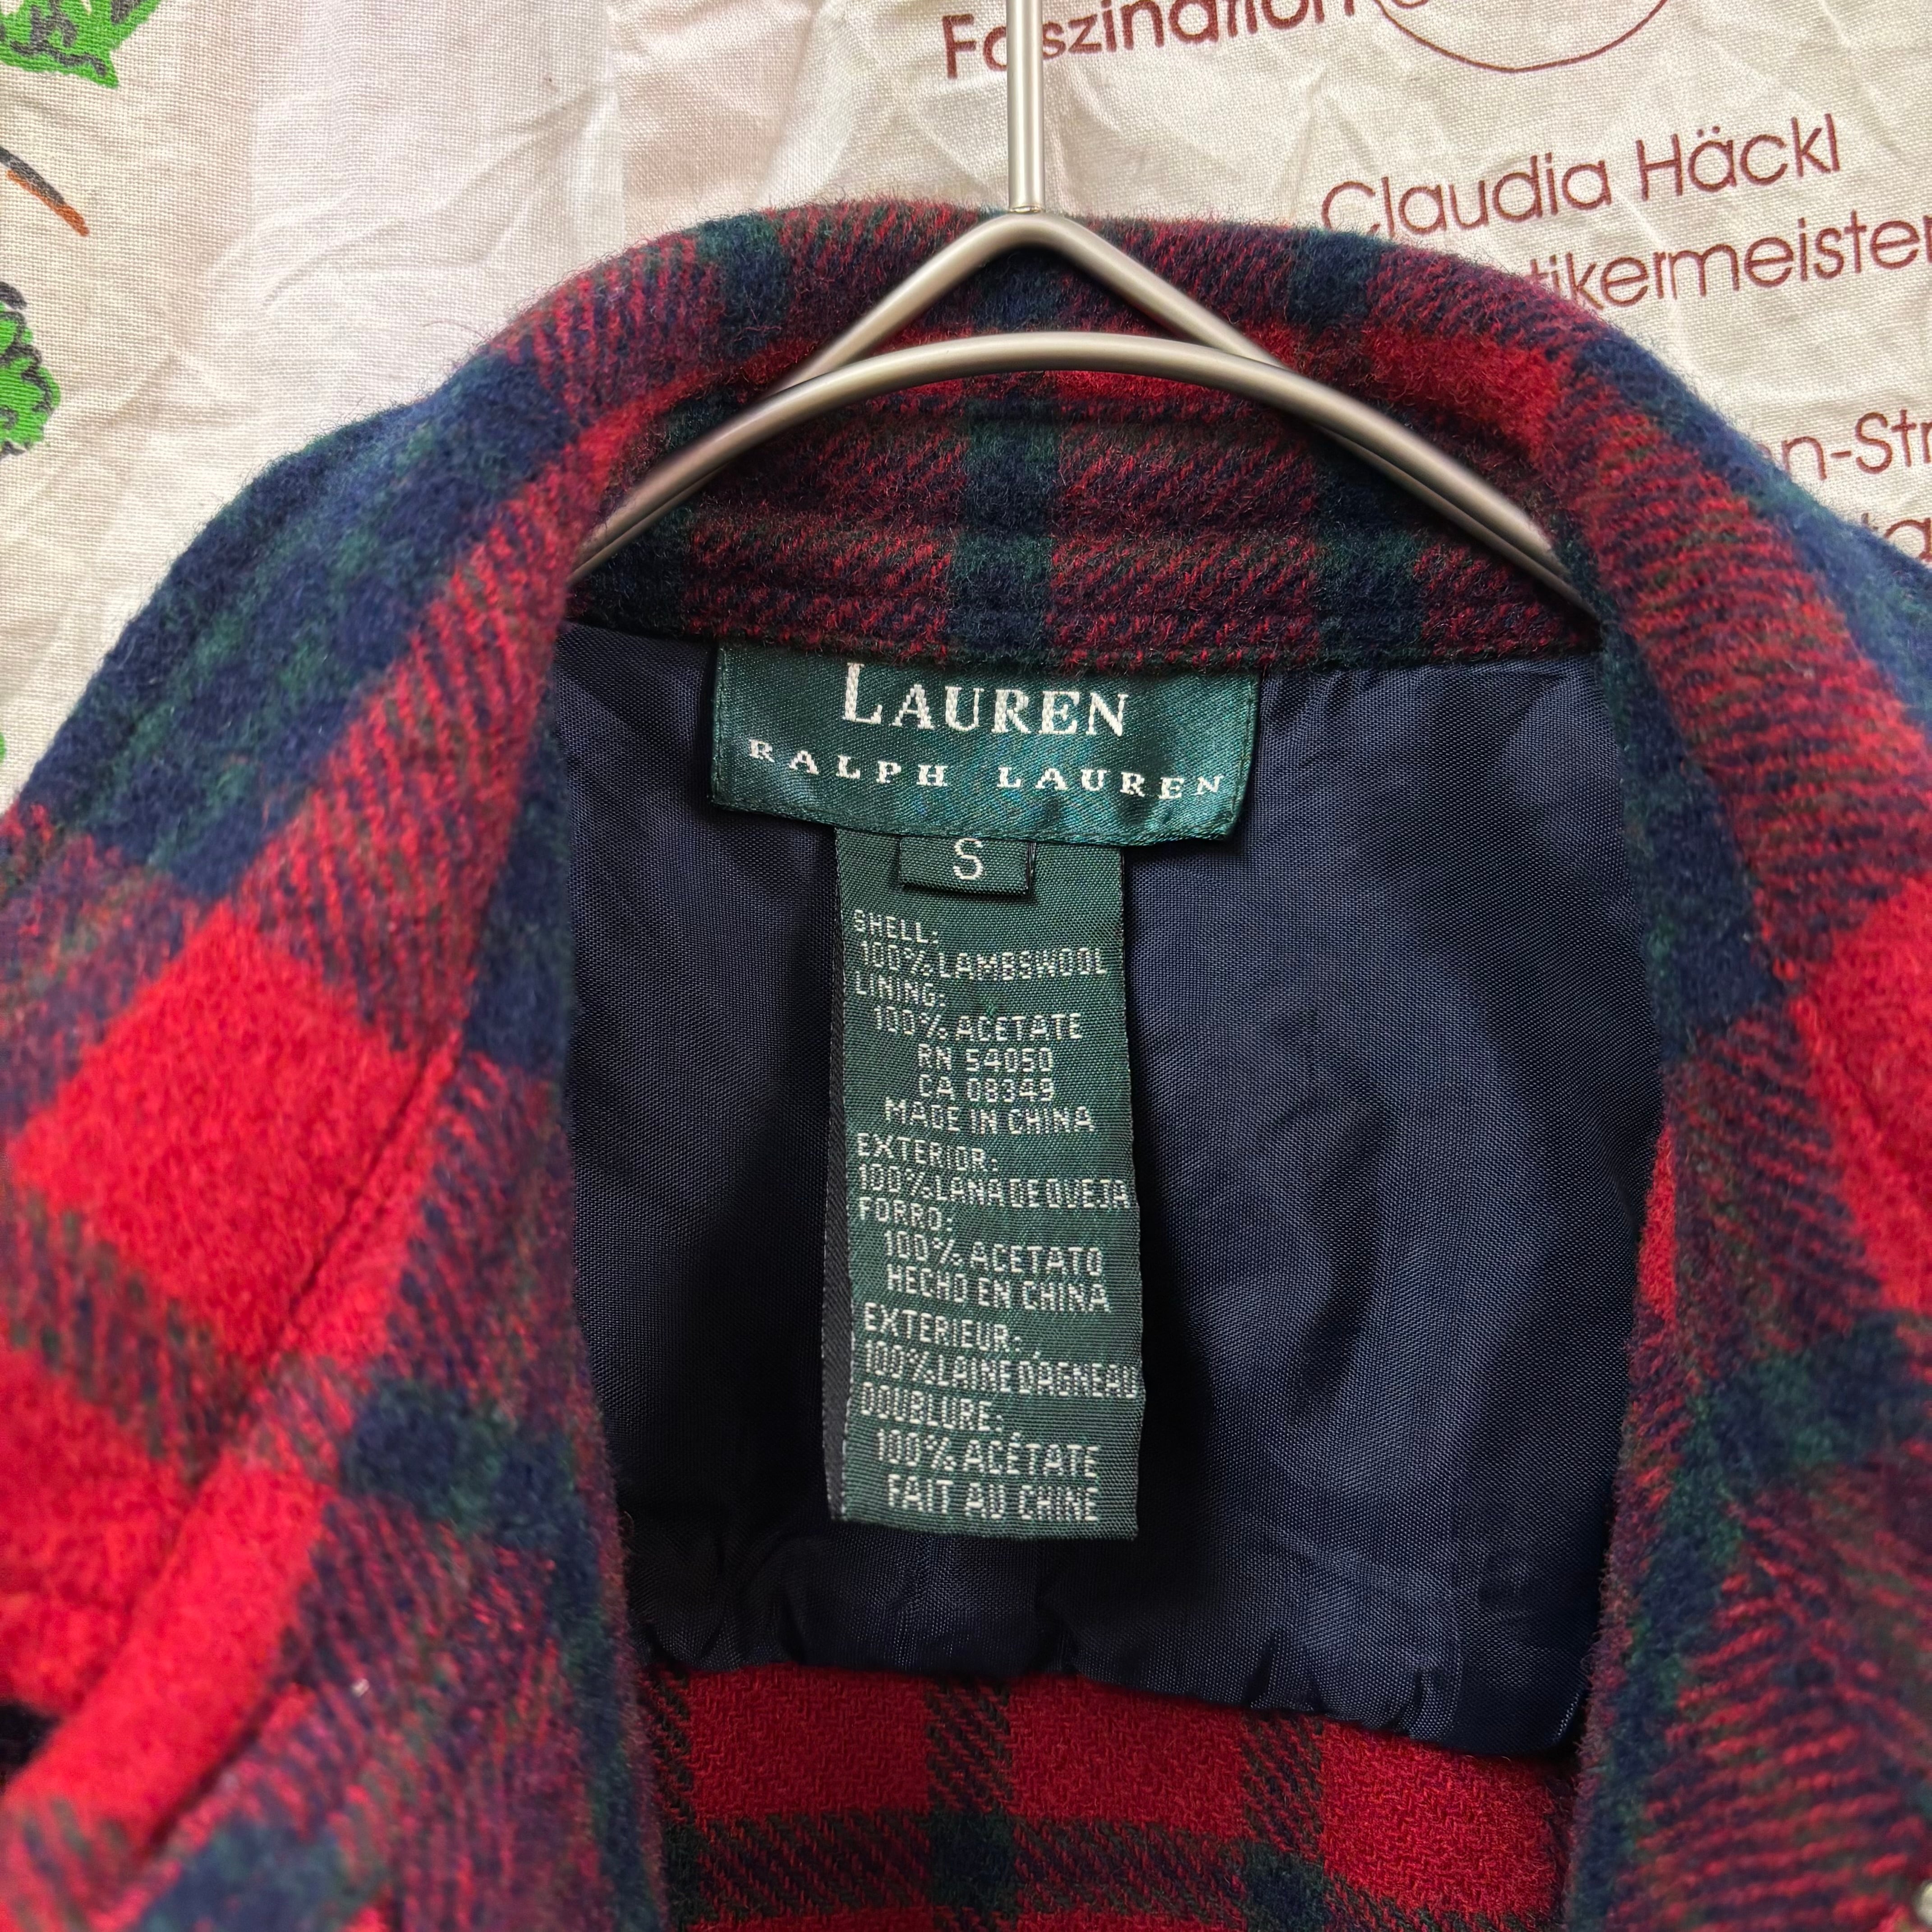 Faszination
Claudia Häckl
tikermeister
n-Str
LAUREN
RALPH LAUREN
S
SHELL:
100% LAMBSWOOL
LINING:
100% ACETATE
RN 54050
CA 08349
MADE IN CHINA
EXTERIOR:
100% LANA DE OVEJA
FORRO:
100% ACETATO
HECHO EN CHINA
EXTERIEUR:
100% LAINE D'AGNEAU
DOUBLURE:
100% ACÉTATE
FAIT AU CHINE